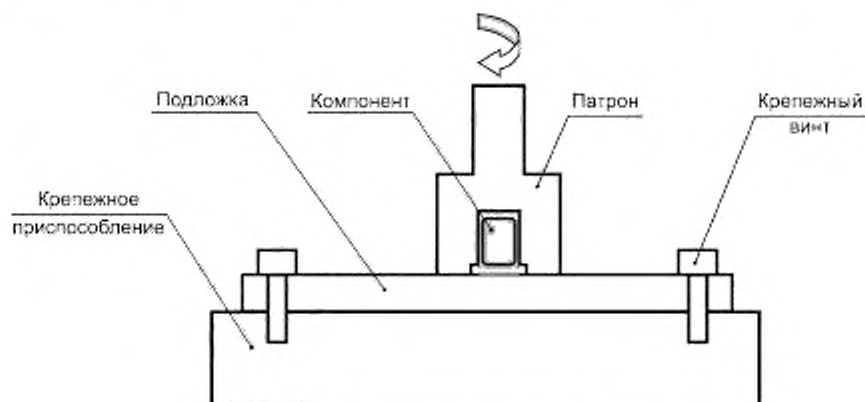 Подложка
Компонент
Патрон
Крепежный
винт
Крепежное
приспособление